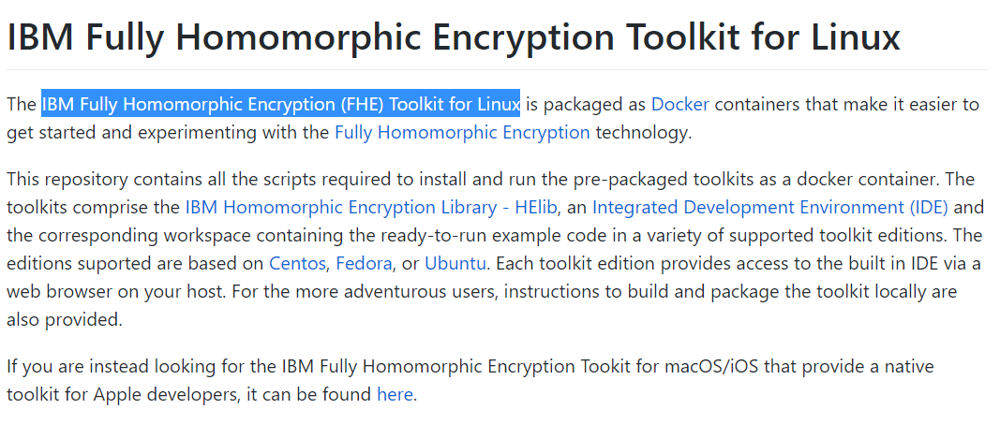 IBM Fully Homomorphic Encryption Toolkit for Linux
The IBM Fully Homomorphic Encryption (FHE) Toolkit for Linux is packaged as Docker containers that make it easier to
get started and experimenting with the Fully Homomorphic Encryption technology.
This repository contains all the scripts required to install and run the pre-packaged toolkits as a docker container. The
toolkits comprise the IBM Homomorphic Encryption Library - HElib, an Integrated Development Environment (IDE) and
the corresponding workspace containing the ready-to-run example code in a variety of supported toolkit editions. The
editions suported are based on Centos, Fedora, or Ubuntu. Each toolkit edition provides access to the built in IDE via a
web browser on your host. For the more adventurous users, instructions to build and package the toolkit locally are
also provided.
If you are instead looking for the IBM Fully Homomorphic Encryption Tookit for macOS/iOS that provide a native
toolkit for Apple developers, it can be found here.